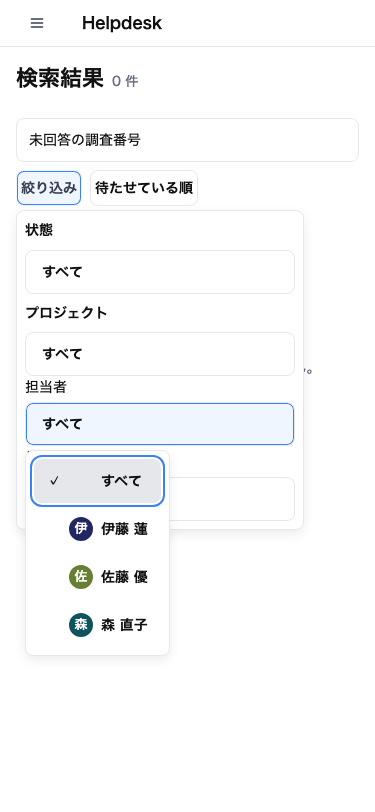 Helpdesk
検索結果 0 件
未回答の調査番号
絞り込み 待たせている順
状態
すべて
プロジェクト
すべて
担当者
すべて
✓ すべて
伊 伊藤 蓮
佐 佐藤 優
森 森 直子